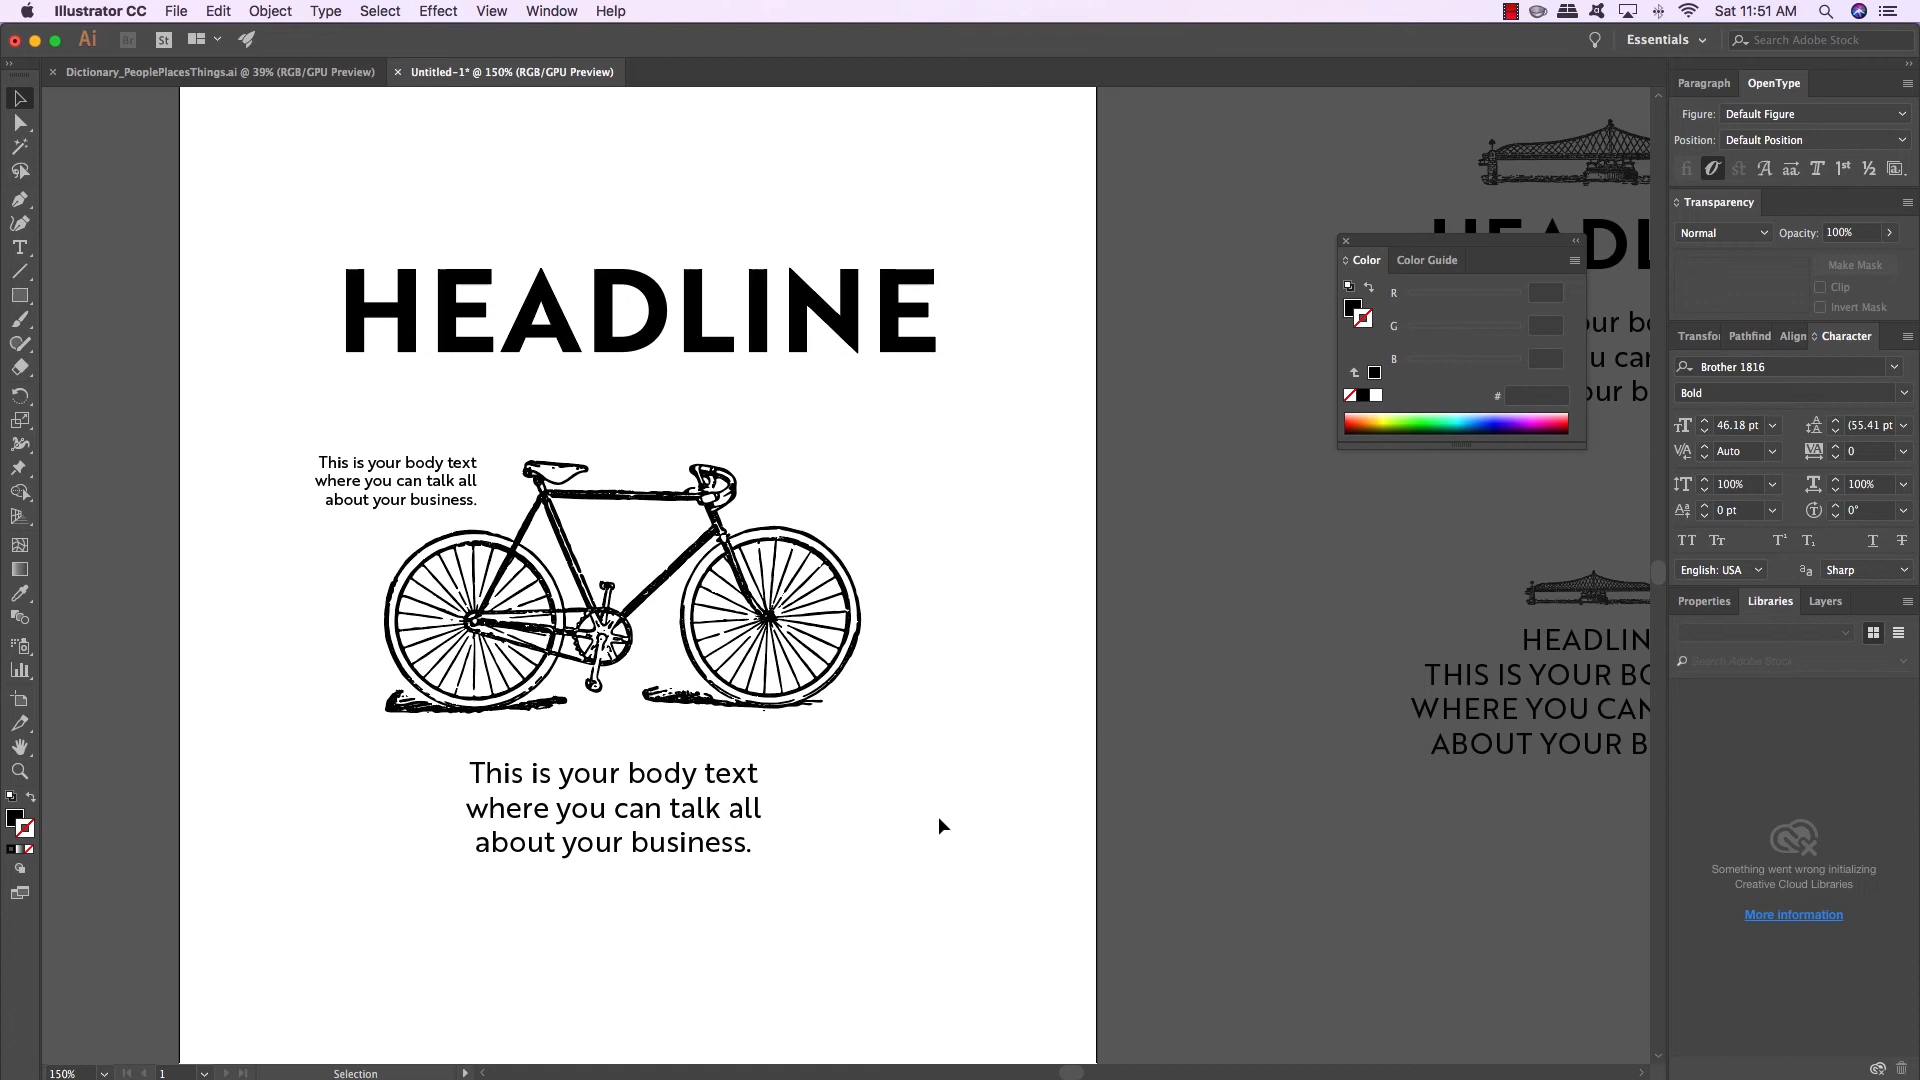 Illustrator CC File Edit Object Type Select Effect View Window Help
Sat 11:51 AM
Ai Br St
Essentials
Search Adobe Stock
Dictionary_PeoplePlacesThings.ai @ 39% (RGB/GPU Preview)
Untitled-1* @ 150% (RGB/GPU Preview)
Paragraph OpenType
Figure: Default Figure
Position: Default Position
Transparency
Normal
Opacity: 100%
Make Mask
Clip
Invert Mask
Pathfind Align Character
Brother 1816
Bold
46.18 pt
(55.41 pt
Auto
0
100%
100%
0 pt
0°
English: USA
Sharp
Properties Libraries Layers
Search Adobe Stock
Something went wrong initializing
Creative Cloud Libraries
More information
Color Color Guide
R
G
B
#
HEADLINE
This is your body text
where you can talk all
about your business.
This is your body text
where you can talk all
about your business.
HEADLIN
THIS IS YOUR BO
WHERE YOU CAN
ABOUT YOUR B
150%
1
Selection